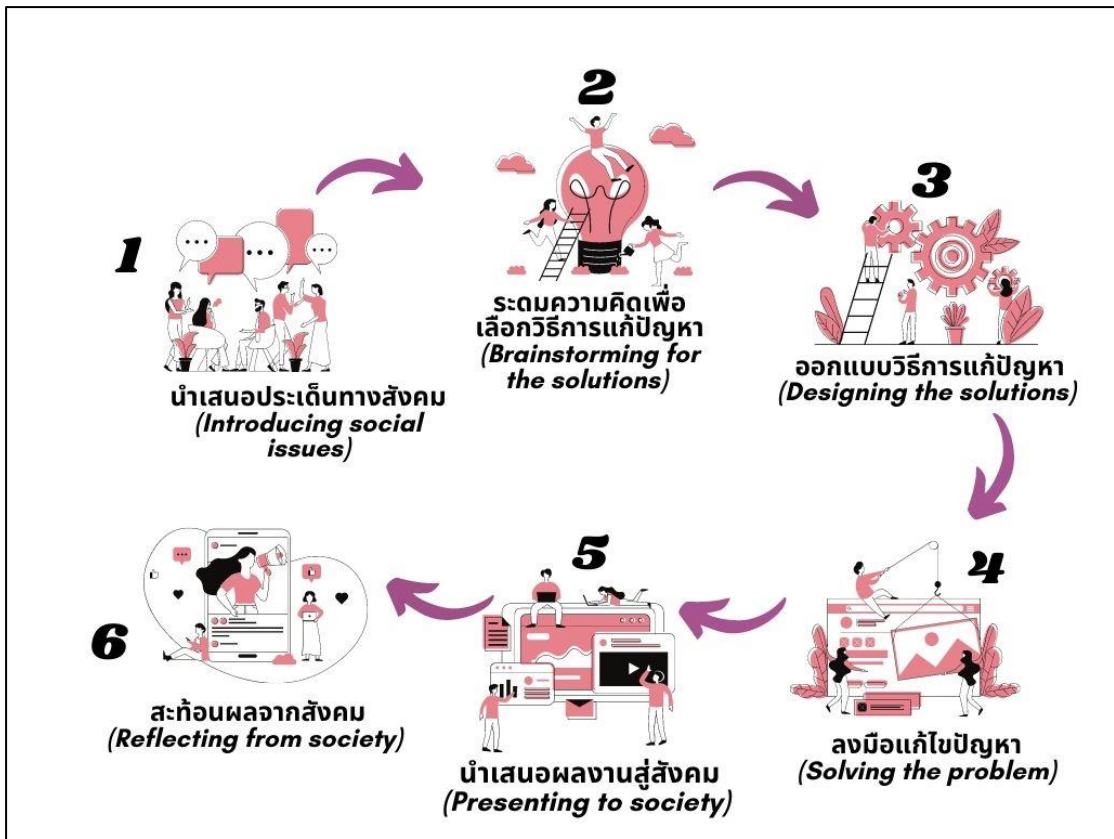 1
นำเสนอประเด็นทางสังคม
(Introducing social
issues)
2
ระดมความคิดเพื่อ
เลือกวิธีการแก้ปัญหา
(Brainstorming for
the solutions)
3
ออกแบบวิธีการแก้ปัญหา
(Designing the solutions)
4
ลงมือแก้ไขปัญหา
(Solving the problem)
5
นำเสนอผลงานสู่สังคม
(Presenting to society)
6
สะท้อนผลจากสังคม
(Reflecting from society)